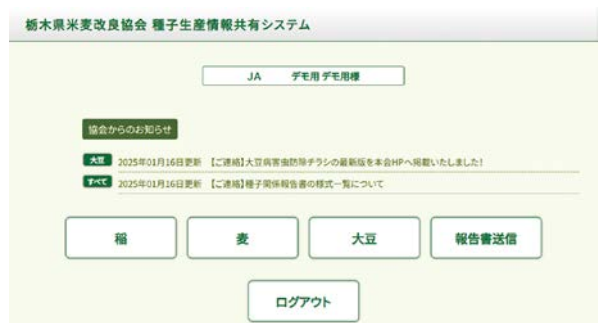 栃木県米麦改良協会 種子生産情報共有システム
JA デモ用 デモ用様
協会からのお知らせ
大豆 2025年01月16日更新 【ご連絡】大豆病害虫防除チラシの最新版を本会HPへ掲載いたしました!
すべて 2025年01月16日更新 【ご連絡】種子関係報告書の様式一覧について
稲 麦 大豆 報告書送信
ログアウト